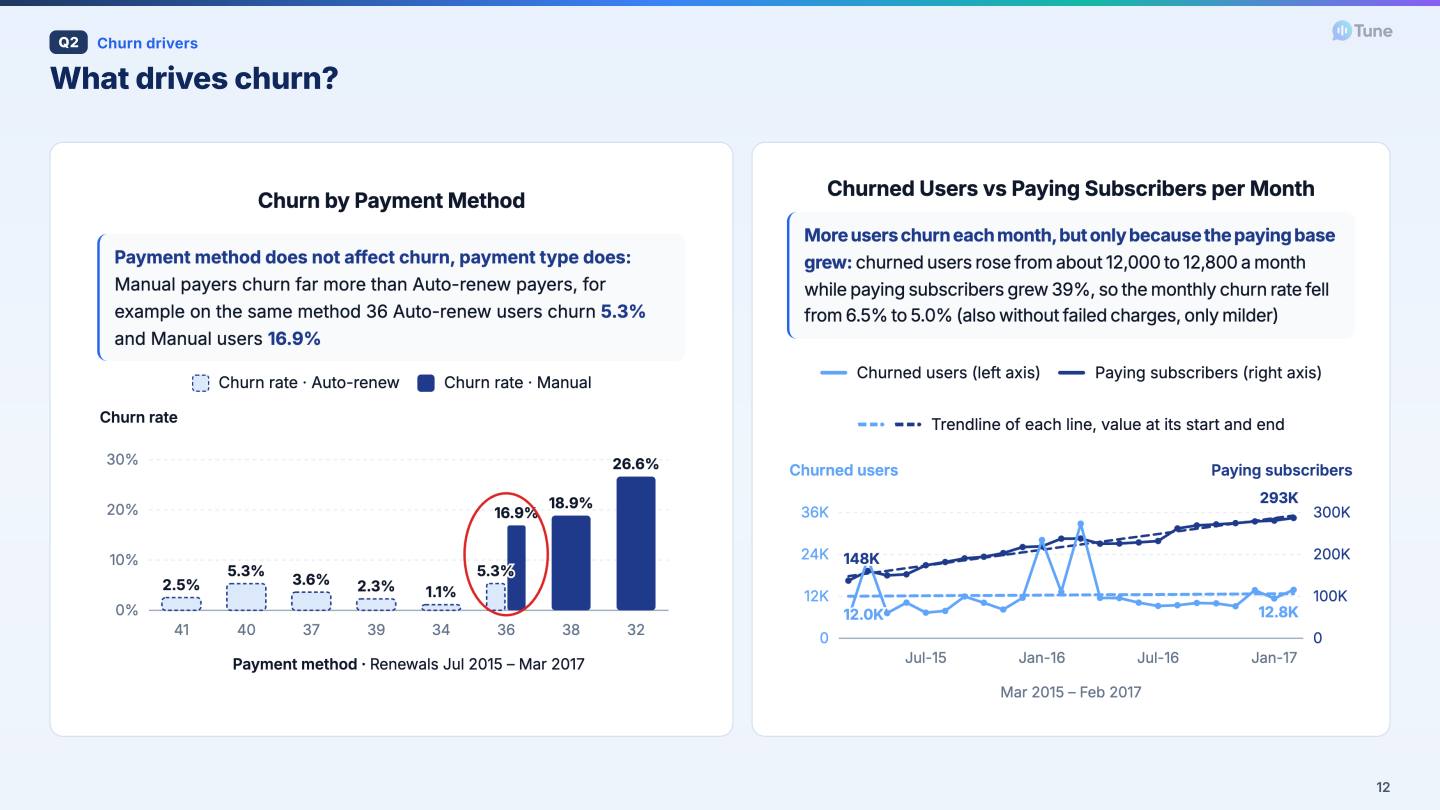 Q2 Churn drivers
Tune
What drives churn?
Churn by Payment Method
Payment method does not affect churn, payment type does:
Manual payers churn far more than Auto-renew payers, for
example on the same method 36 Auto-renew users churn 5.3%
and Manual users 16.9%
Churn rate · Auto-renew
Churn rate · Manual
Churn rate
30%
20%
10%
0%
2.5%
5.3%
3.6%
2.3%
1.1%
5.3%
16.9%
18.9%
26.6%
41
40
37
39
34
36
38
32
Payment method · Renewals Jul 2015 – Mar 2017
Churned Users vs Paying Subscribers per Month
More users churn each month, but only because the paying base
grew: churned users rose from about 12,000 to 12,800 a month
while paying subscribers grew 39%, so the monthly churn rate fell
from 6.5% to 5.0% (also without failed charges, only milder)
Churned users (left axis)
Paying subscribers (right axis)
Trendline of each line, value at its start and end
Churned users
Paying subscribers
36K
24K
12K
0
148K
12.0K
293K
12.8K
300K
200K
100K
0
Jul-15
Jan-16
Jul-16
Jan-17
Mar 2015 – Feb 2017
12